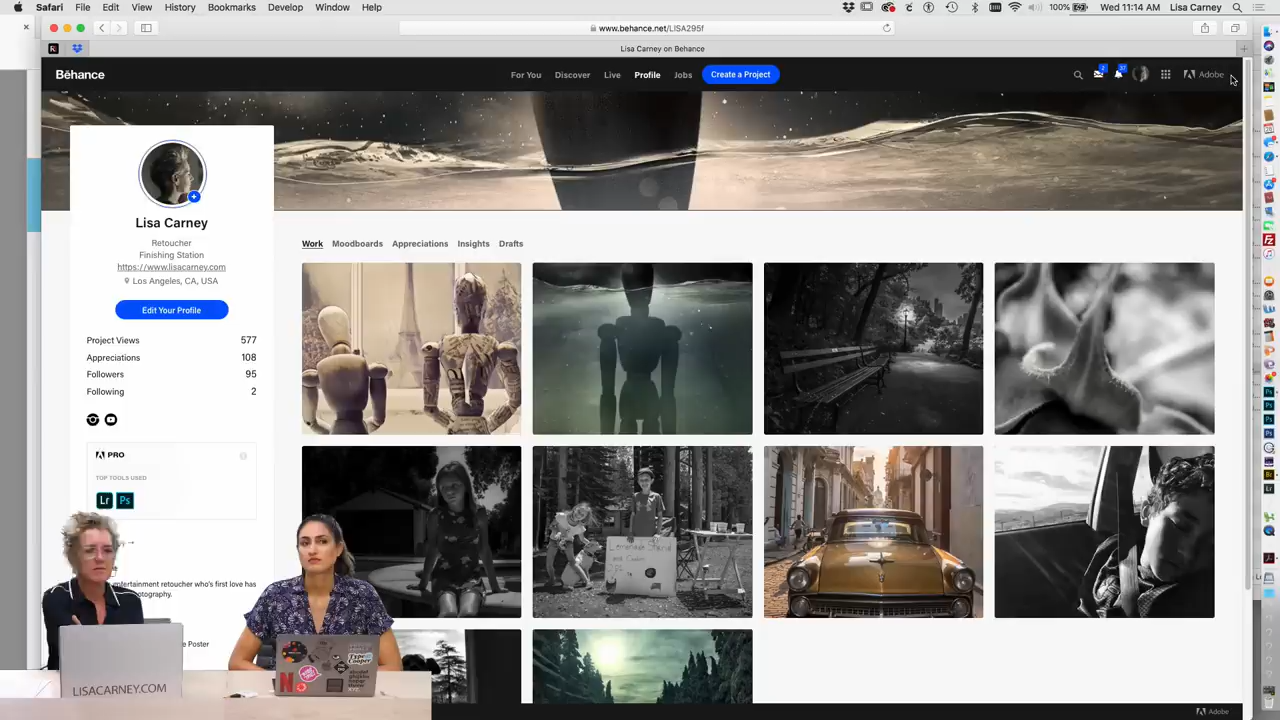 Safari File Edit View History Bookmarks Develop Window Help
100% Wed 11:14 AM Lisa Carney
www.behance.net/LISA295f
Lisa Carney on Behance
Bēhance
For You Discover Live Profile Jobs Create a Project
2 37 Adobe
Lisa Carney
Retoucher
Finishing Station
https://www.lisacarney.com
Los Angeles, CA, USA
Edit Your Profile
Project Views 577
Appreciations 108
Followers 95
Following 2
PRO
TOP TOOLS USED
Lr Ps
Work Moodboards Appreciations Insights Drafts
Lemonade Stand
entertainment retoucher who's first love has
Poster
LISACARNEY.COM
Adobe